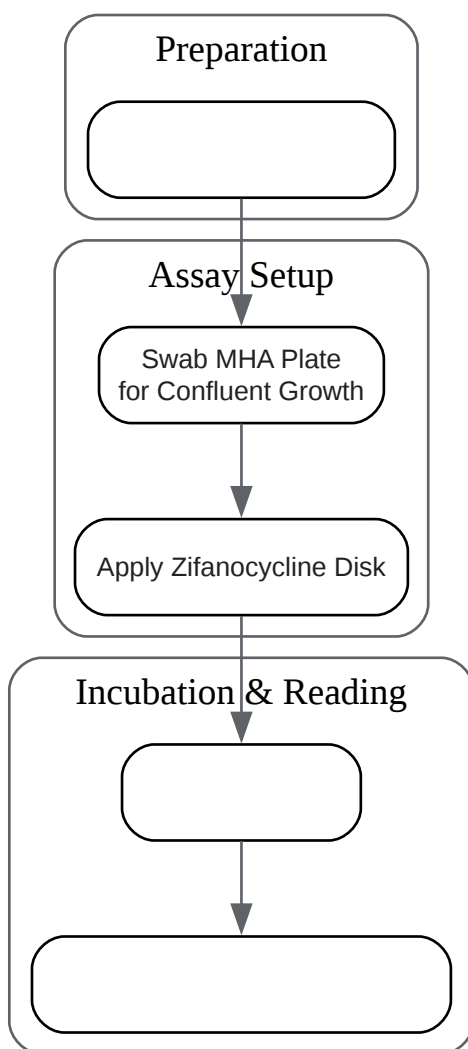 Preparation
Assay Setup
Swab MHA Plate
for Confluent Growth
Apply Zifanocycline Disk
Incubation & Reading